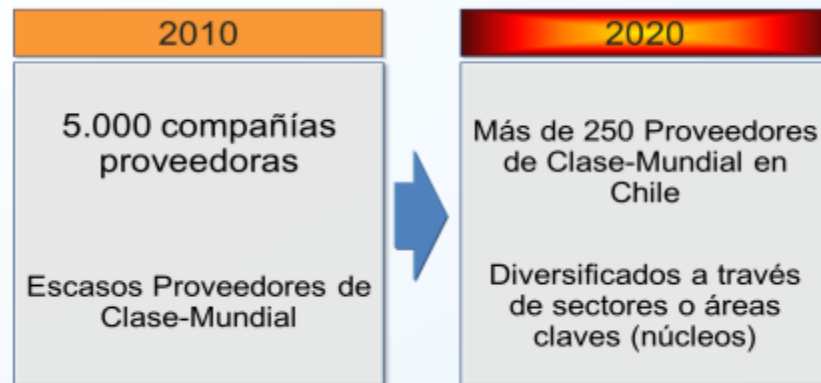 2010
5.000 compañías
proveedoras
Escasos Proveedores de
Clase-Mundial
2020
Más de 250 Proveedores
de Clase-Mundial en
Chile
Diversificados a través
de sectores o áreas
claves (núcleos)